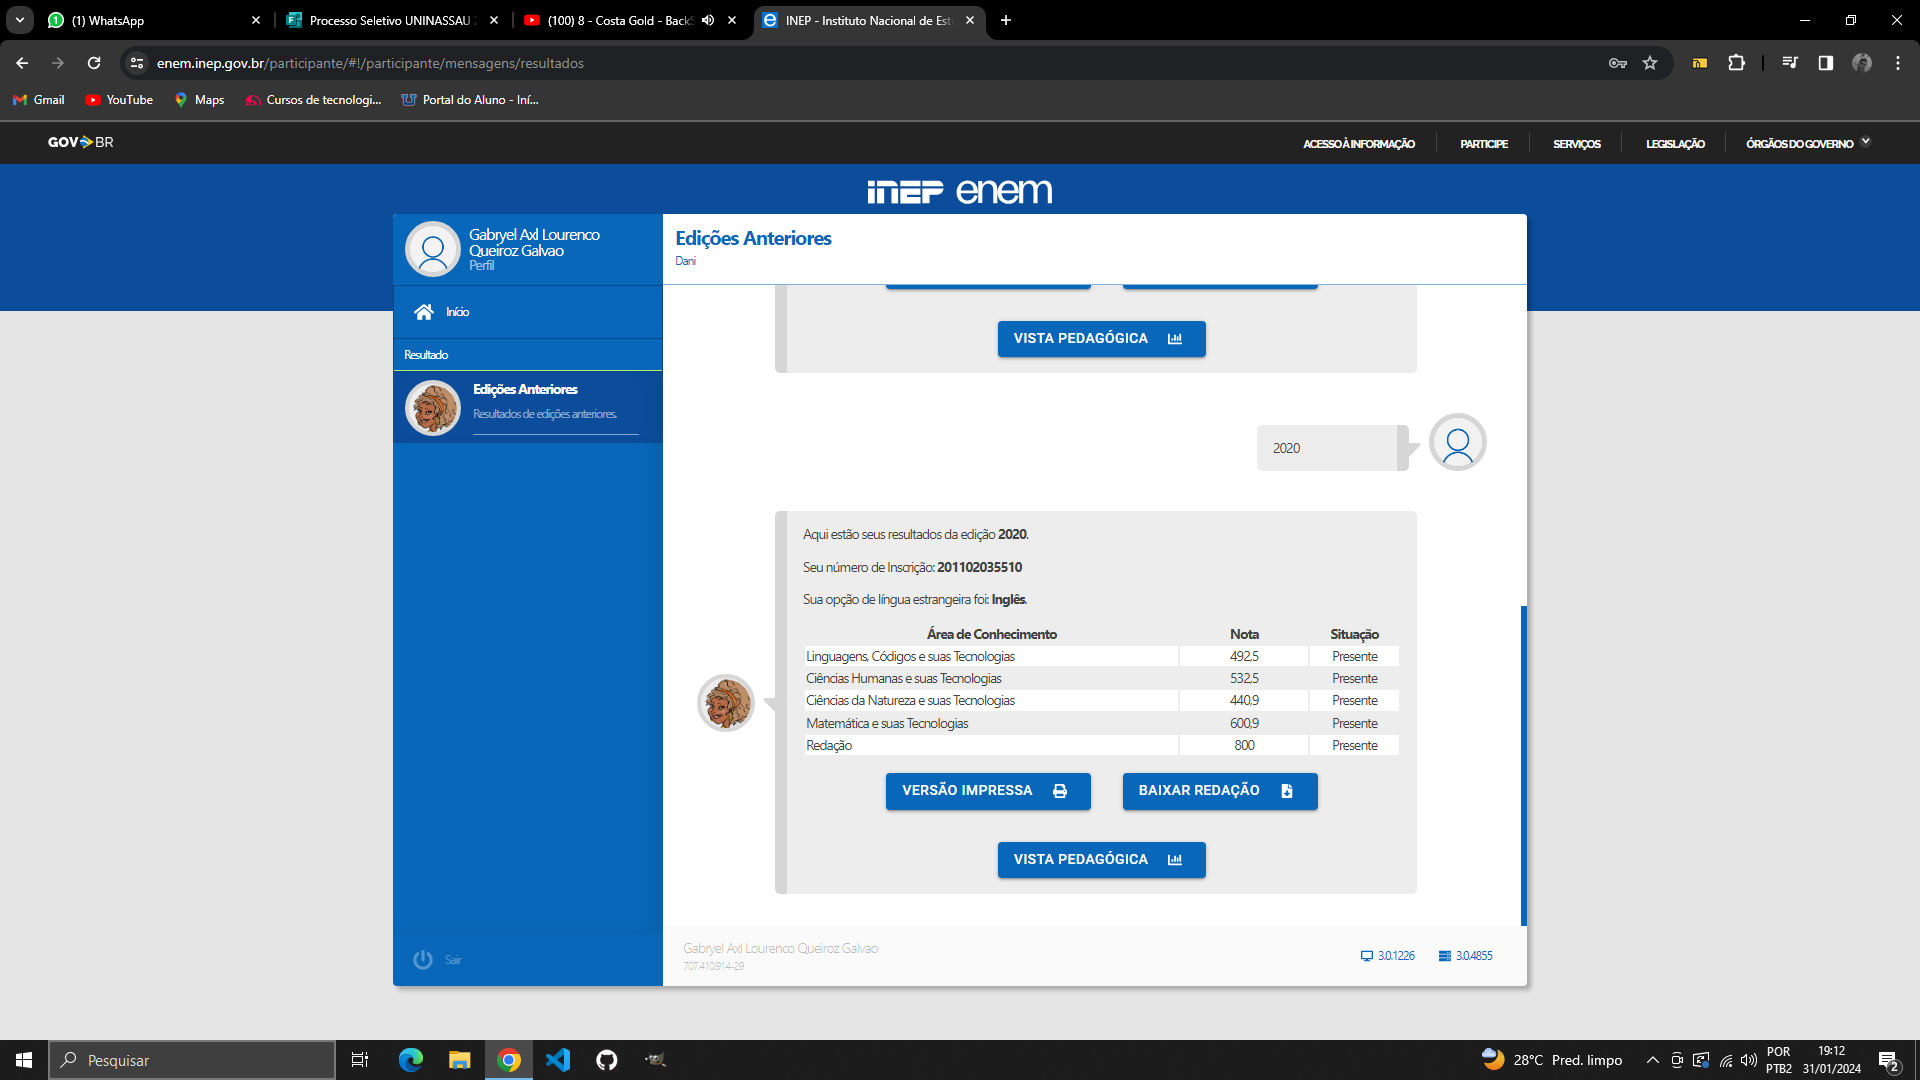 (1) WhatsApp
Processo Seletivo UNINASSAU
(100) 8 - Costa Gold - Back
INEP - Instituto Nacional de Est
enem.inep.gov.br/participante/#!/participante/mensagens/resultados
Gmail
YouTube
Maps
Cursos de tecnologi...
Portal do Aluno - Iní...
GOV BR
ACESSO À INFORMAÇÃO
PARTICIPE
SERVIÇOS
LEGISLAÇÃO
ÓRGÃOS DO GOVERNO
inep enem
Gabryel Axl Lourenco
Queiroz Galvao
Perfil
Início
Resultado
Edições Anteriores
Resultados de edições anteriores.
Sair
Edições Anteriores
Dani
VISTA PEDAGÓGICA
2020
Aqui estão seus resultados da edição 2020.
Seu número de Inscrição: 201102035510
Sua opção de língua estrangeira foi: Inglês.
Área de Conhecimento Nota Situação
Linguagens, Códigos e suas Tecnologias 492,5 Presente
Ciências Humanas e suas Tecnologias 532,5 Presente
Ciências da Natureza e suas Tecnologias 440,9 Presente
Matemática e suas Tecnologias 600,9 Presente
Redação 800 Presente
VERSÃO IMPRESSA
BAIXAR REDAÇÃO
VISTA PEDAGÓGICA
Gabryel Axl Lourenco Queiroz Galvao
707.410.914-29
3.0.1226
3.0.4855
Pesquisar
28°C Pred. limpo
POR
PTB2
19:12
31/01/2024
2